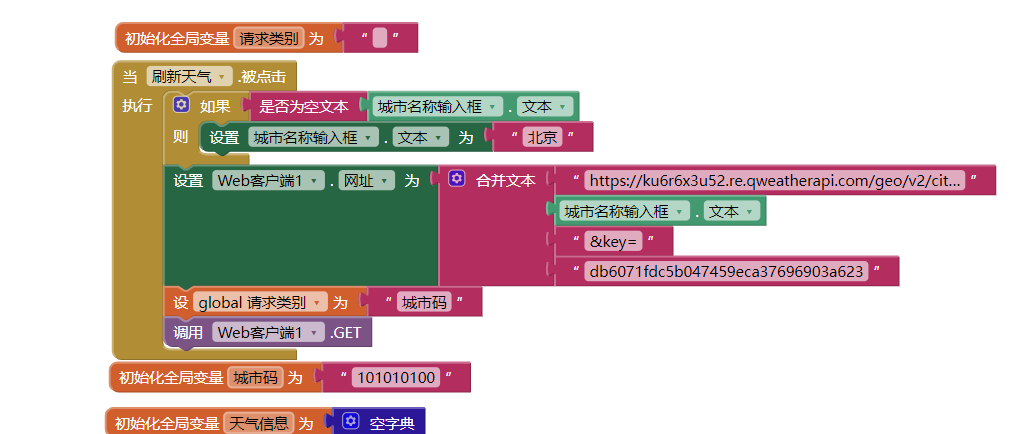 初始化全局变量 请求类别 为 " "
当 刷新天气 .被点击
执行 如果 是否为空文本 城市名称输入框 . 文本
则 设置 城市名称输入框 . 文本 为 " 北京 "
设置 Web客户端1 . 网址 为 合并文本 " https://ku6r6x3u52.re.qweatherapi.com/geo/v2/cit... "
城市名称输入框 . 文本
" &key= "
" db6071fdc5b047459eca37696903a623 "
设 global 请求类别 为 " 城市码 "
调用 Web客户端1 .GET
初始化全局变量 城市码 为 " 101010100 "
初始化全局变量 天气信息 为 空字典